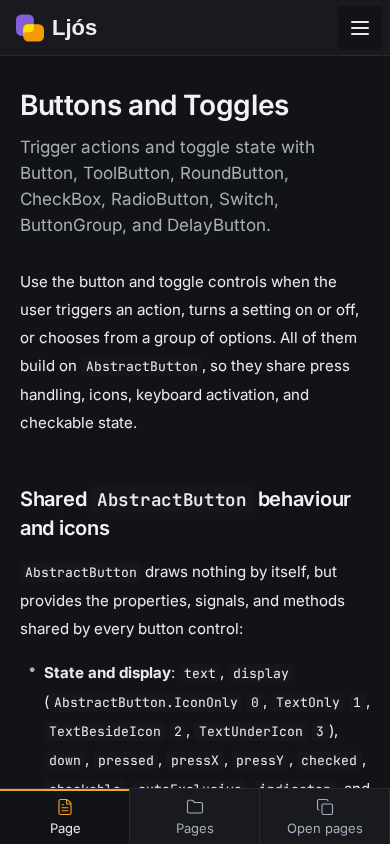 Ljós
Buttons and Toggles
Trigger actions and toggle state with
Button, ToolButton, RoundButton,
CheckBox, RadioButton, Switch,
ButtonGroup, and DelayButton.
Use the button and toggle controls when the
user triggers an action, turns a setting on or off,
or chooses from a group of options. All of them
build on AbstractButton, so they share press
handling, icons, keyboard activation, and
checkable state.
Shared AbstractButton behaviour
and icons
AbstractButton draws nothing by itself, but
provides the properties, signals, and methods
shared by every button control:
• State and display: text, display
(AbstractButton.IconOnly 0, TextOnly 1,
TextBesideIcon 2, TextUnderIcon 3),
down, pressed, pressX, pressY, checked,
checkable, autoExclusive, indicator, and
Page
Pages
Open pages